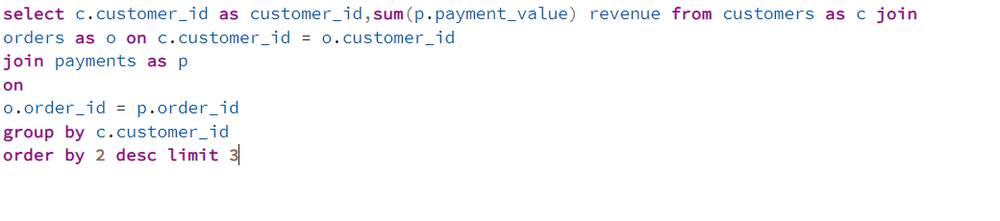 select c.customer_id as customer_id,sum(p.payment_value) revenue from customers as c join
orders as o on c.customer_id = o.customer_id
join payments as p
on
o.order_id = p.order_id
group by c.customer_id
order by 2 desc limit 3